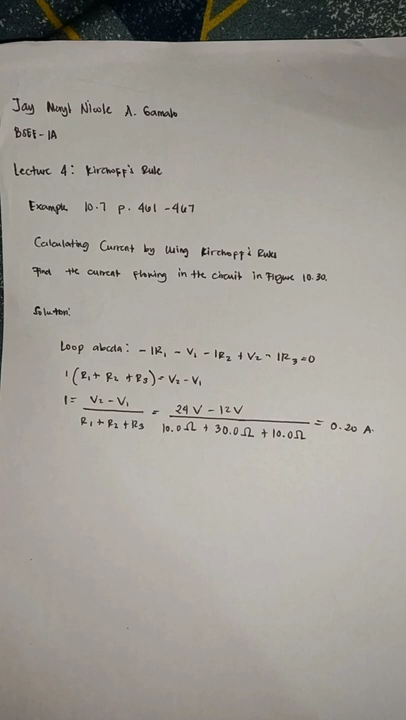 Jay Mayl Nicole A. Gamalo
BSEE-1A
Lecture 4: Kirchoff's Rule
Example 10.7 p. 461-467
Calculating Current by Using Kirchoff's Rules
Find the current flowing in the circuit in Figure 10.30.
Solution:
Loop abcda: -IR₁ - V₁ - IR₂ + V₂ - IR₃ = 0
I(R₁ + R₂ + R₃) = V₂ - V₁
I = V₂ - V₁ / R₁ + R₂ + R₃ = 24 V - 12 V / 10.0 Ω + 30.0 Ω + 10.0 Ω = 0.20 A.